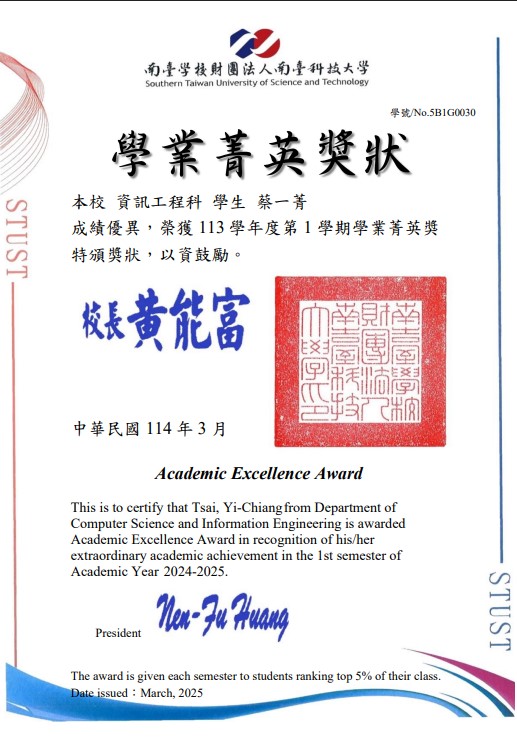 南臺學校財團法人南臺科技大學
Southern Taiwan University of Science and Technology
學號/No.5B1G0030
學業菁英獎狀
本校 資訊工程科 學生 蔡一菁
成績優異，榮獲 113 學年度第 1 學期學業菁英獎
特頒獎狀，以資鼓勵。
STUST
校長 黃能富
南臺學校
財團法人
南臺科技
大學印
中華民國 114 年 3 月
Academic Excellence Award
This is to certify that Tsai, Yi-Chiang from Department of
Computer Science and Information Engineering is awarded
Academic Excellence Award in recognition of his/her
extraordinary academic achievement in the 1st semester of
Academic Year 2024-2025.
Nen-Fu Huang
President
STUST
The award is given each semester to students ranking top 5% of their class.
Date issued：March, 2025